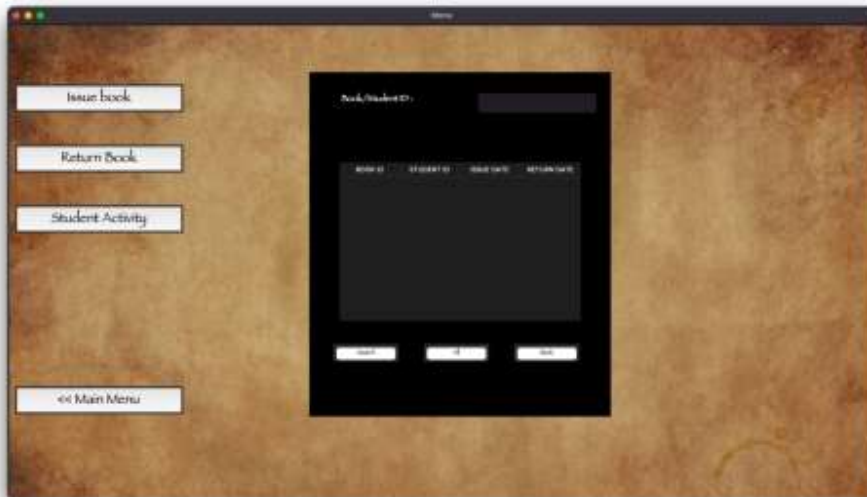 Menu
Issue book
Return Book
Student Activity
<< Main Menu
Book/Student ID :
BOOK ID STUDENT ID ISSUE DATE RETURN DATE